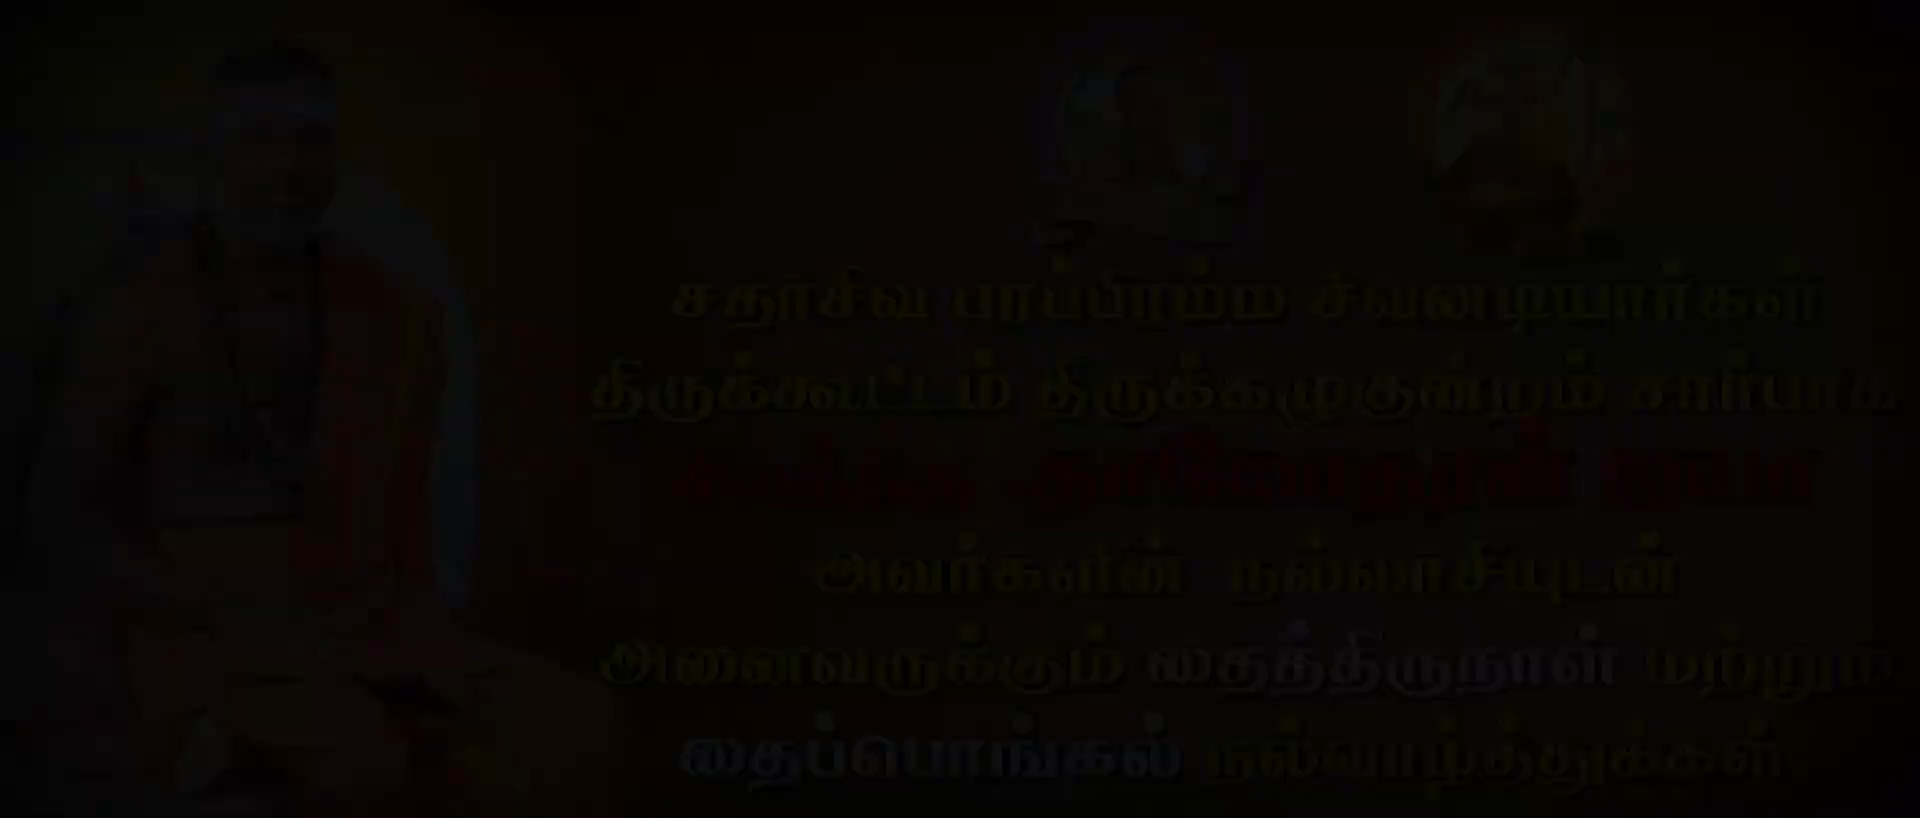 சதாசிவ பரப்பிரம்ம சிவனடியார்கள்
திருக்கூட்டம் திருக்கழுகுன்றம் சார்பாக
அவர்களின் நல்லாசியுடன்
அனைவருக்கும் தைத்திருநாள் மற்றும்
தைப்பொங்கல் நல்வாழ்த்துக்கள்.